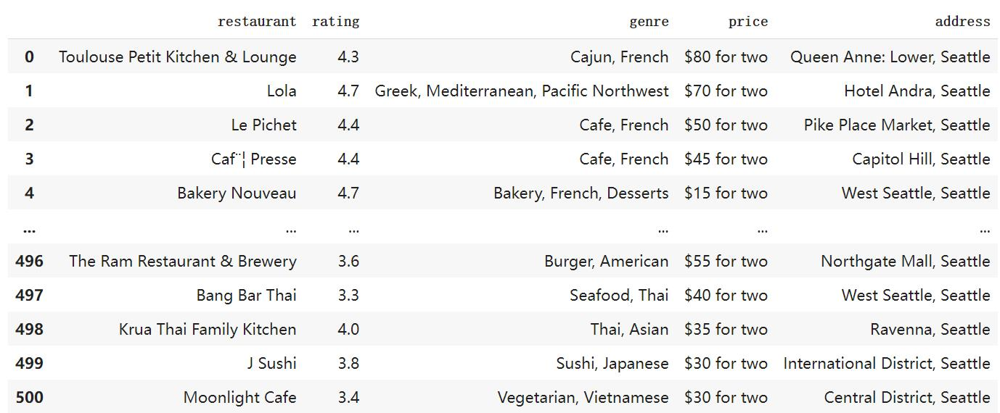 restaurant rating genre price address
0 Toulouse Petit Kitchen & Lounge 4.3 Cajun, French $80 for two Queen Anne: Lower, Seattle
1 Lola 4.7 Greek, Mediterranean, Pacific Northwest $70 for two Hotel Andra, Seattle
2 Le Pichet 4.4 Cafe, French $50 for two Pike Place Market, Seattle
3 Caf¨¦ Presse 4.4 Cafe, French $45 for two Capitol Hill, Seattle
4 Bakery Nouveau 4.7 Bakery, French, Desserts $15 for two West Seattle, Seattle
... ... ... ... ... ...
496 The Ram Restaurant & Brewery 3.6 Burger, American $55 for two Northgate Mall, Seattle
497 Bang Bar Thai 3.3 Seafood, Thai $40 for two West Seattle, Seattle
498 Krua Thai Family Kitchen 4.0 Thai, Asian $35 for two Ravenna, Seattle
499 J Sushi 3.8 Sushi, Japanese $30 for two International District, Seattle
500 Moonlight Cafe 3.4 Vegetarian, Vietnamese $30 for two Central District, Seattle